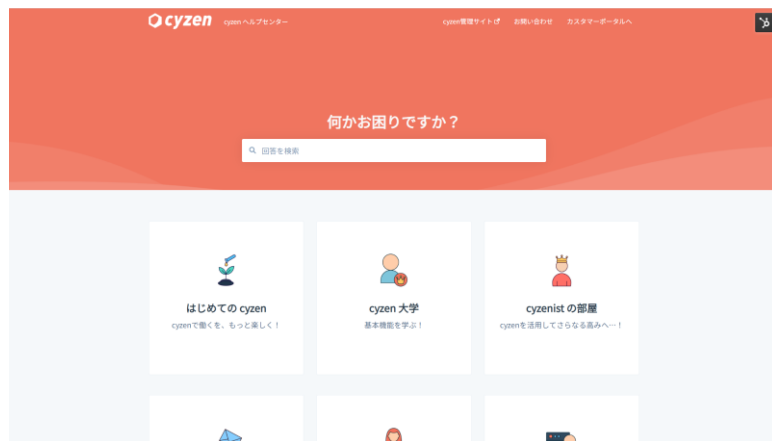 cyzen
cyzen ヘルプセンター
cyzen管理サイト
お問い合わせ
カスタマーポータルへ
何かお困りですか？
回答を検索
はじめての cyzen
cyzenで働くを、もっと楽しく！
cyzen 大学
基本機能を学ぶ！
cyzenist の部屋
cyzenを活用してさらなる高みへ…！